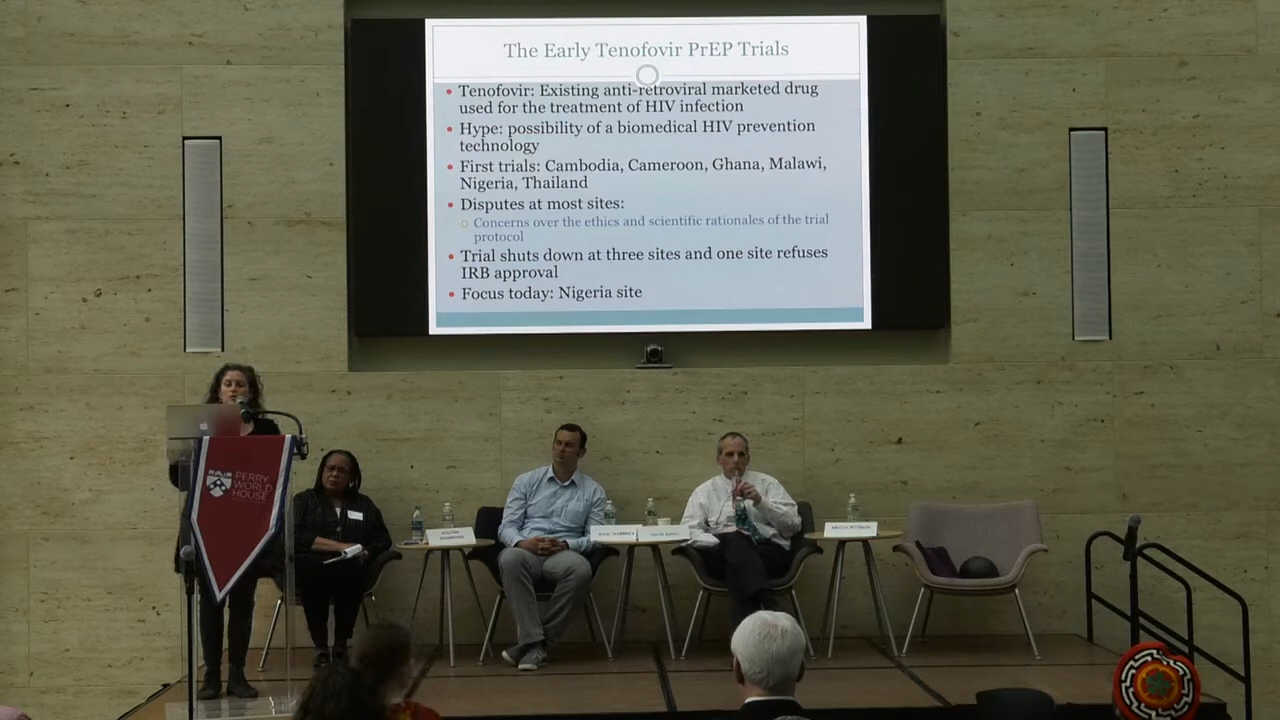 The Early Tenofovir PrEP Trials
Tenofovir: Existing anti-retroviral marketed drug
used for the treatment of HIV infection
Hype: possibility of a biomedical HIV prevention
technology
First trials: Cambodia, Cameroon, Ghana, Malawi,
Nigeria, Thailand
Disputes at most sites:
Concerns over the ethics and scientific rationales of the trial
protocol
Trial shuts down at three sites and one site refuses
IRB approval
Focus today: Nigeria site
PERRY
WORLD
HOUSE
KRISTIN PETERSON